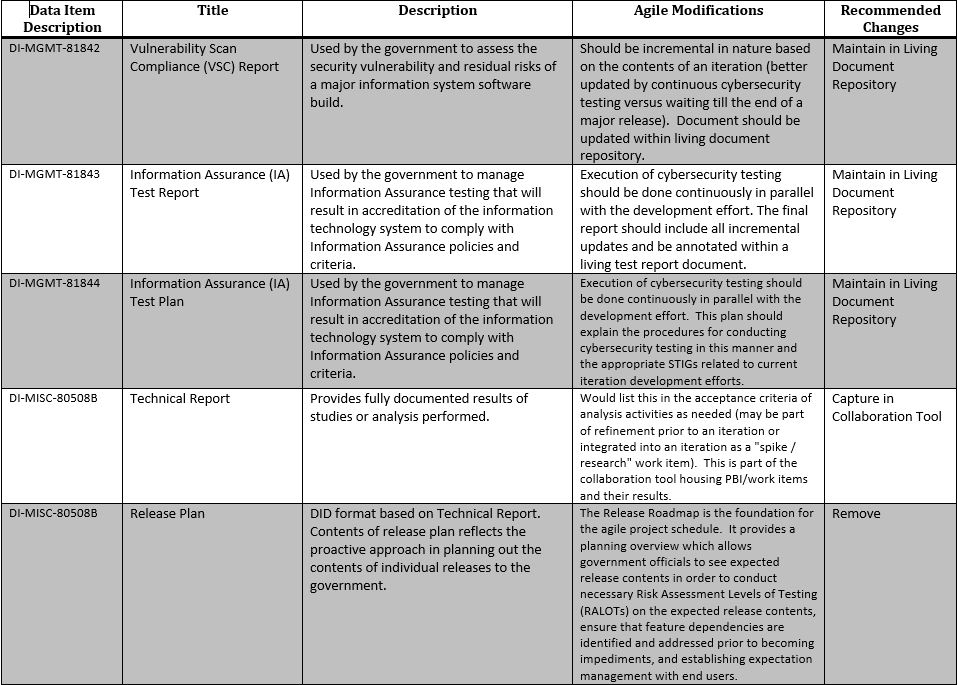 Data Item
Description
Title
Description
Agile Modifications
Recommended
Changes
DI-MGMT-81842
Vulnerability Scan
Compliance (VSC) Report
Used by the government to assess the
security vulnerability and residual risks of
a major information system software
build.
Should be incremental in nature based
on the contents of an iteration (better
updated by continuous cybersecurity
testing versus waiting till the end of a
major release).  Document should be
updated within living document
repository.
Maintain in Living
Document
Repository
DI-MGMT-81843
Information Assurance (IA)
Test Report
Used by the government to manage
Information Assurance testing that will
result in accreditation of the information
technology system to comply with
Information Assurance policies and
criteria.
Execution of cybersecurity testing
should be done continuously in parallel
with the development effort. The final
report should include all incremental
updates and be annotated within a
living test report document.
Maintain in Living
Document
Repository
DI-MGMT-81844
Information Assurance (IA)
Test Plan
Used by the government to manage
Information Assurance testing that will
result in accreditation of the information
technology system to comply with
Information Assurance policies and
criteria.
Execution of cybersecurity testing should
be done continuously in parallel with the
development effort.  This plan should
explain the procedures for conducting
cybersecurity testing in this manner and
the appropriate STIGs related to current
iteration development efforts.
Maintain in Living
Document
Repository
DI-MISC-80508B
Technical Report
Provides fully documented results of
studies or analysis performed.
Would list this in the acceptance criteria of
analysis activities as needed (may be part
of refinement prior to an iteration or
integrated into an iteration as a "spike /
research" work item).  This is part of the
collaboration tool housing PBI/work items
and their results.
Capture in
Collaboration Tool
DI-MISC-80508B
Release Plan
DID format based on Technical Report.
Contents of release plan reflects the
proactive approach in planning out the
contents of individual releases to the
government.
The Release Roadmap is the foundation for
the agile project schedule.  It provides a
planning overview which allows
government officials to see expected
release contents in order to conduct
necessary Risk Assessment Levels of Testing
(RALOTs) on the expected release contents,
ensure that feature dependencies are
identified and addressed prior to becoming
impediments, and establishing expectation
management with end users.
Remove